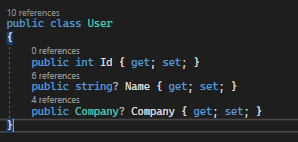 10 references
public class User
{
0 references
public int Id { get; set; }
6 references
public string? Name { get; set; }
4 references
public Company? Company { get; set; }
}